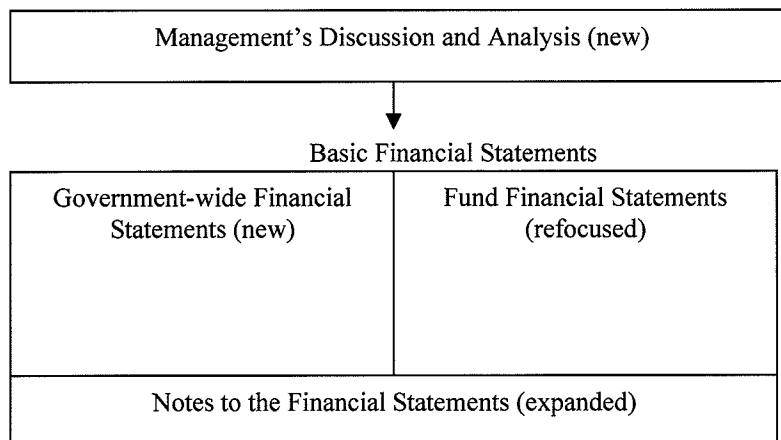 Management’s Discussion and Analysis (new)
Basic Financial Statements
Government-wide Financial
Statements (new)
Fund Financial Statements
(refocused)
Notes to the Financial Statements (expanded)